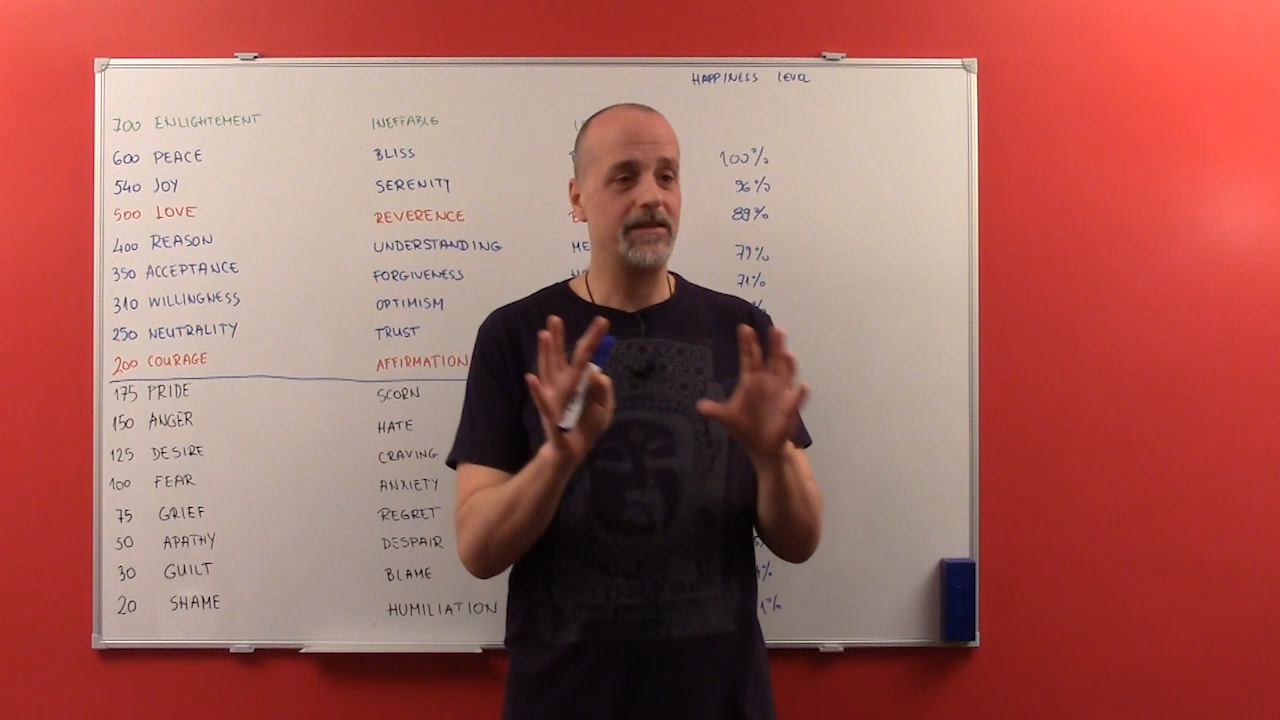 HAPPINESS LEVEL
700 ENLIGHTEMENT INEFFABLE
600 PEACE BLISS 100%
540 JOY SERENITY 96%
500 LOVE REVERENCE 89%
400 REASON UNDERSTANDING ME 79%
350 ACCEPTANCE FORGIVENESS 71%
310 WILLINGNESS OPTIMISM %
250 NEUTRALITY TRUST
200 COURAGE AFFIRMATION
175 PRIDE SCORN
150 ANGER HATE
125 DESIRE CRAVING
100 FEAR ANXIETY
75 GRIEF REGRET
50 APATHY DESPAIR
30 GUILT BLAME %
20 SHAME HUMILIATION 1%